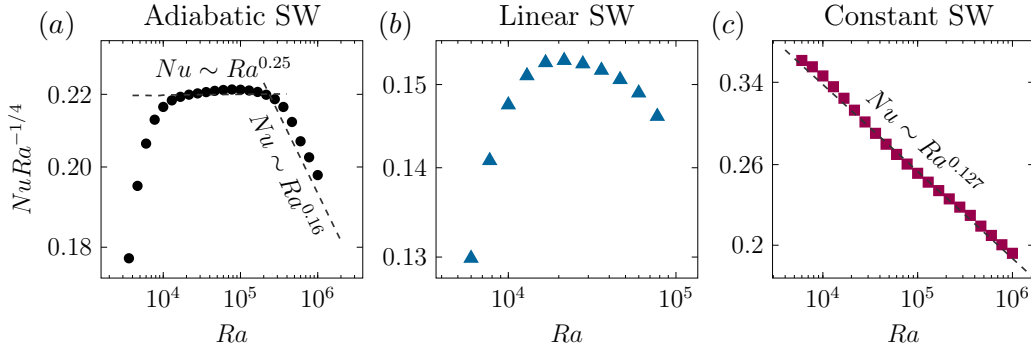 (a) Adiabatic SW
Nu ~ Ra^0.25
Nu ~ Ra^0.16
NuRa^−1/4
0.22
0.20
0.18
10^4 10^5 10^6
Ra
(b) Linear SW
0.15
0.14
0.13
10^4 10^5
Ra
(c) Constant SW
Nu ~ Ra^0.127
0.34
0.26
0.2
10^4 10^5 10^6
Ra